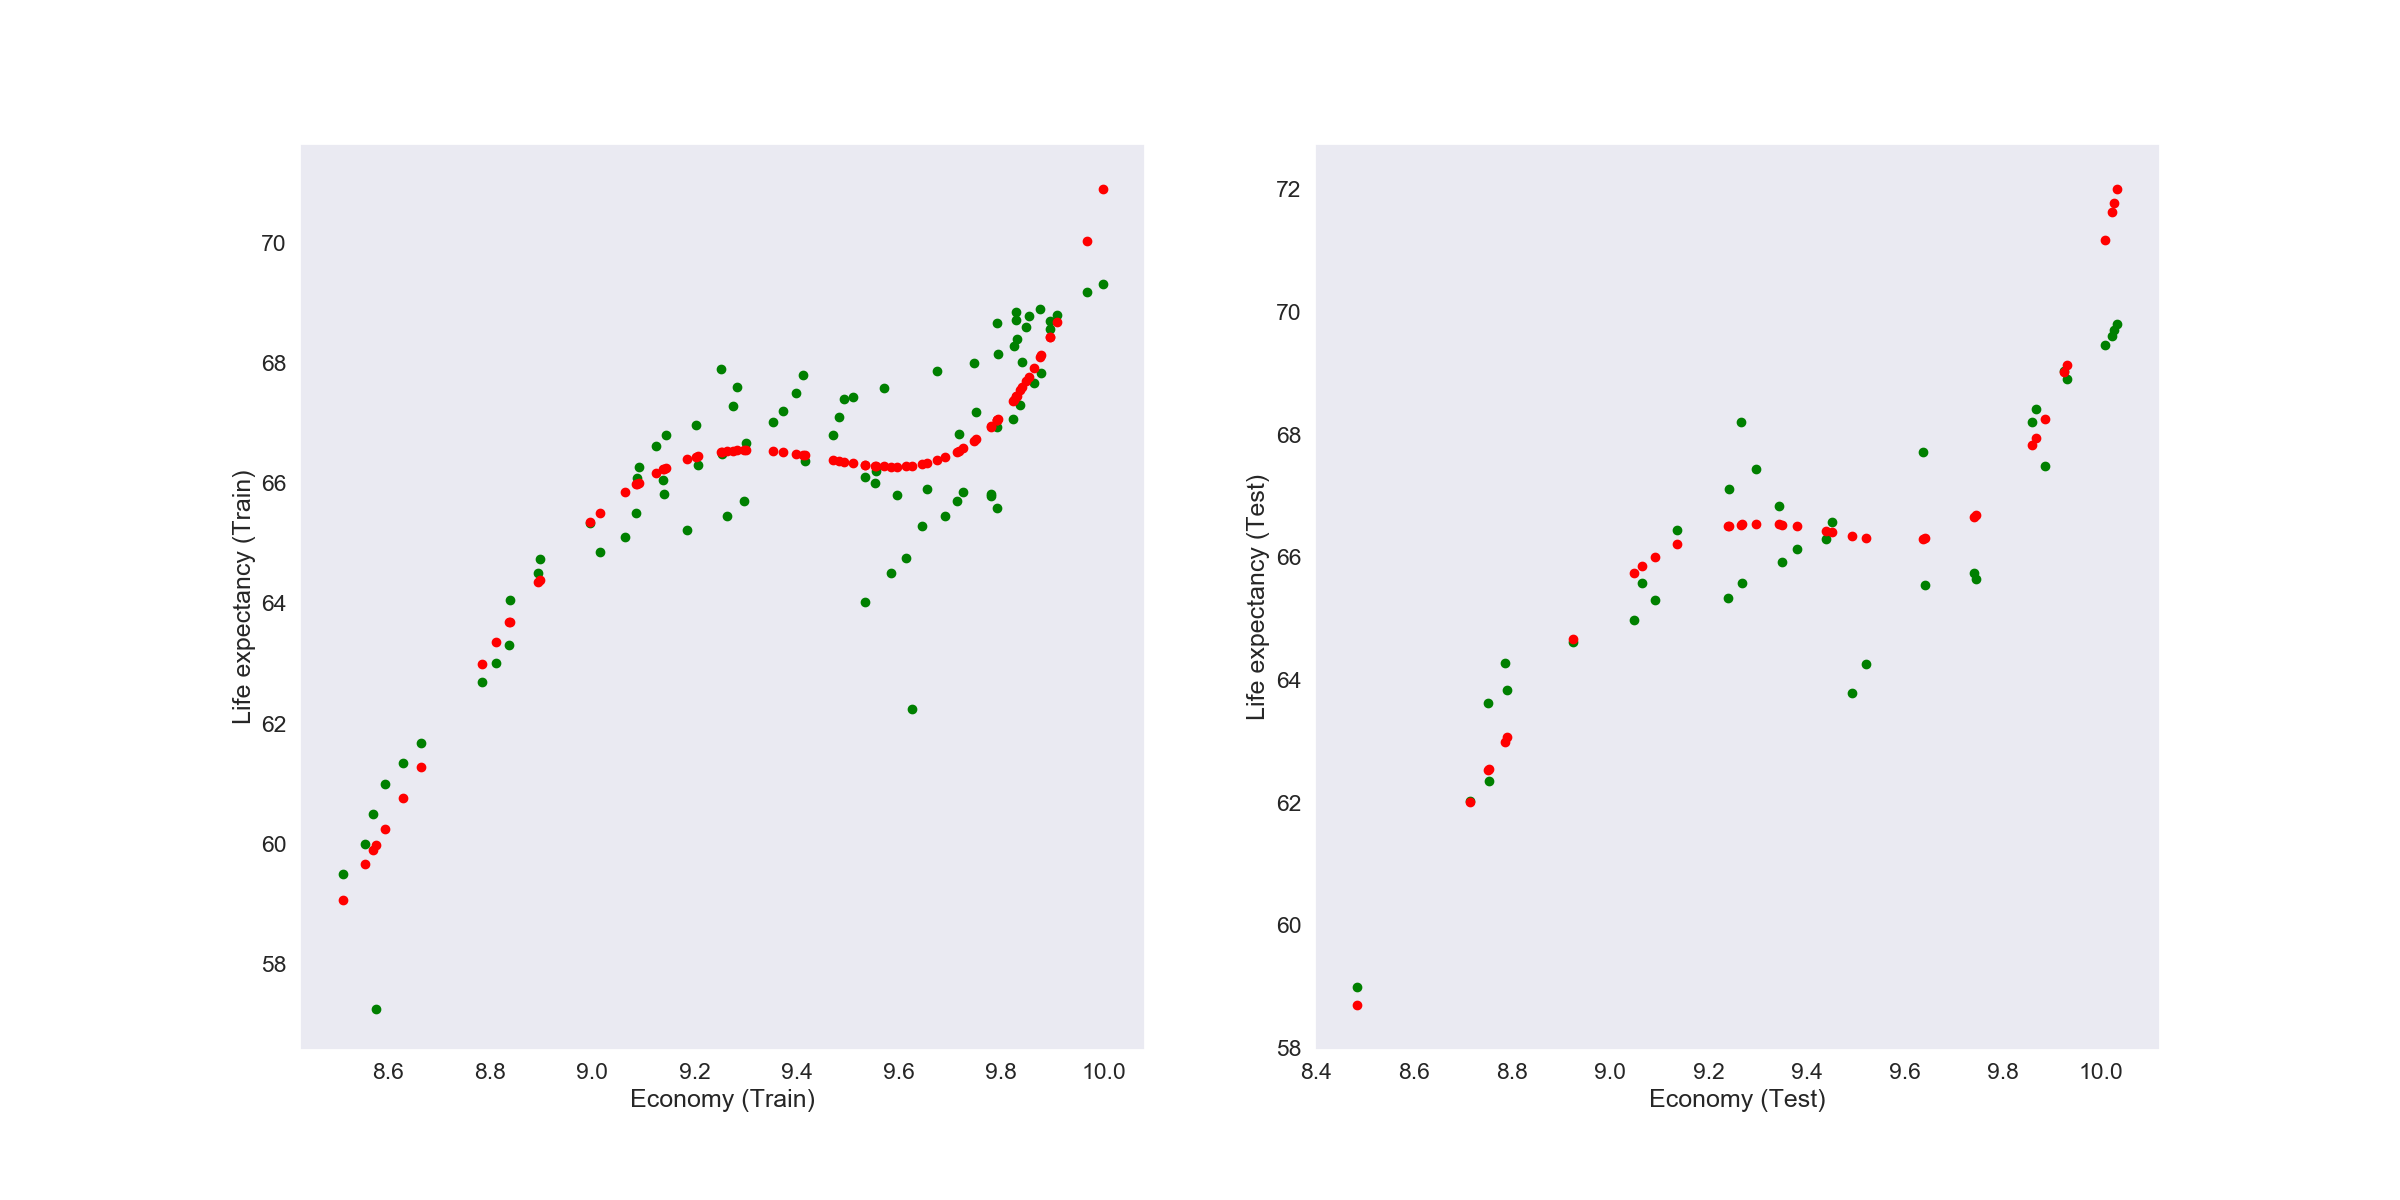 70
68
66
64
62
60
58
Life expectancy (Train)
8.6 8.8 9.0 9.2 9.4 9.6 9.8 10.0
Economy (Train)
72
70
68
66
64
62
60
58
Life expectancy (Test)
8.4 8.6 8.8 9.0 9.2 9.4 9.6 9.8 10.0
Economy (Test)